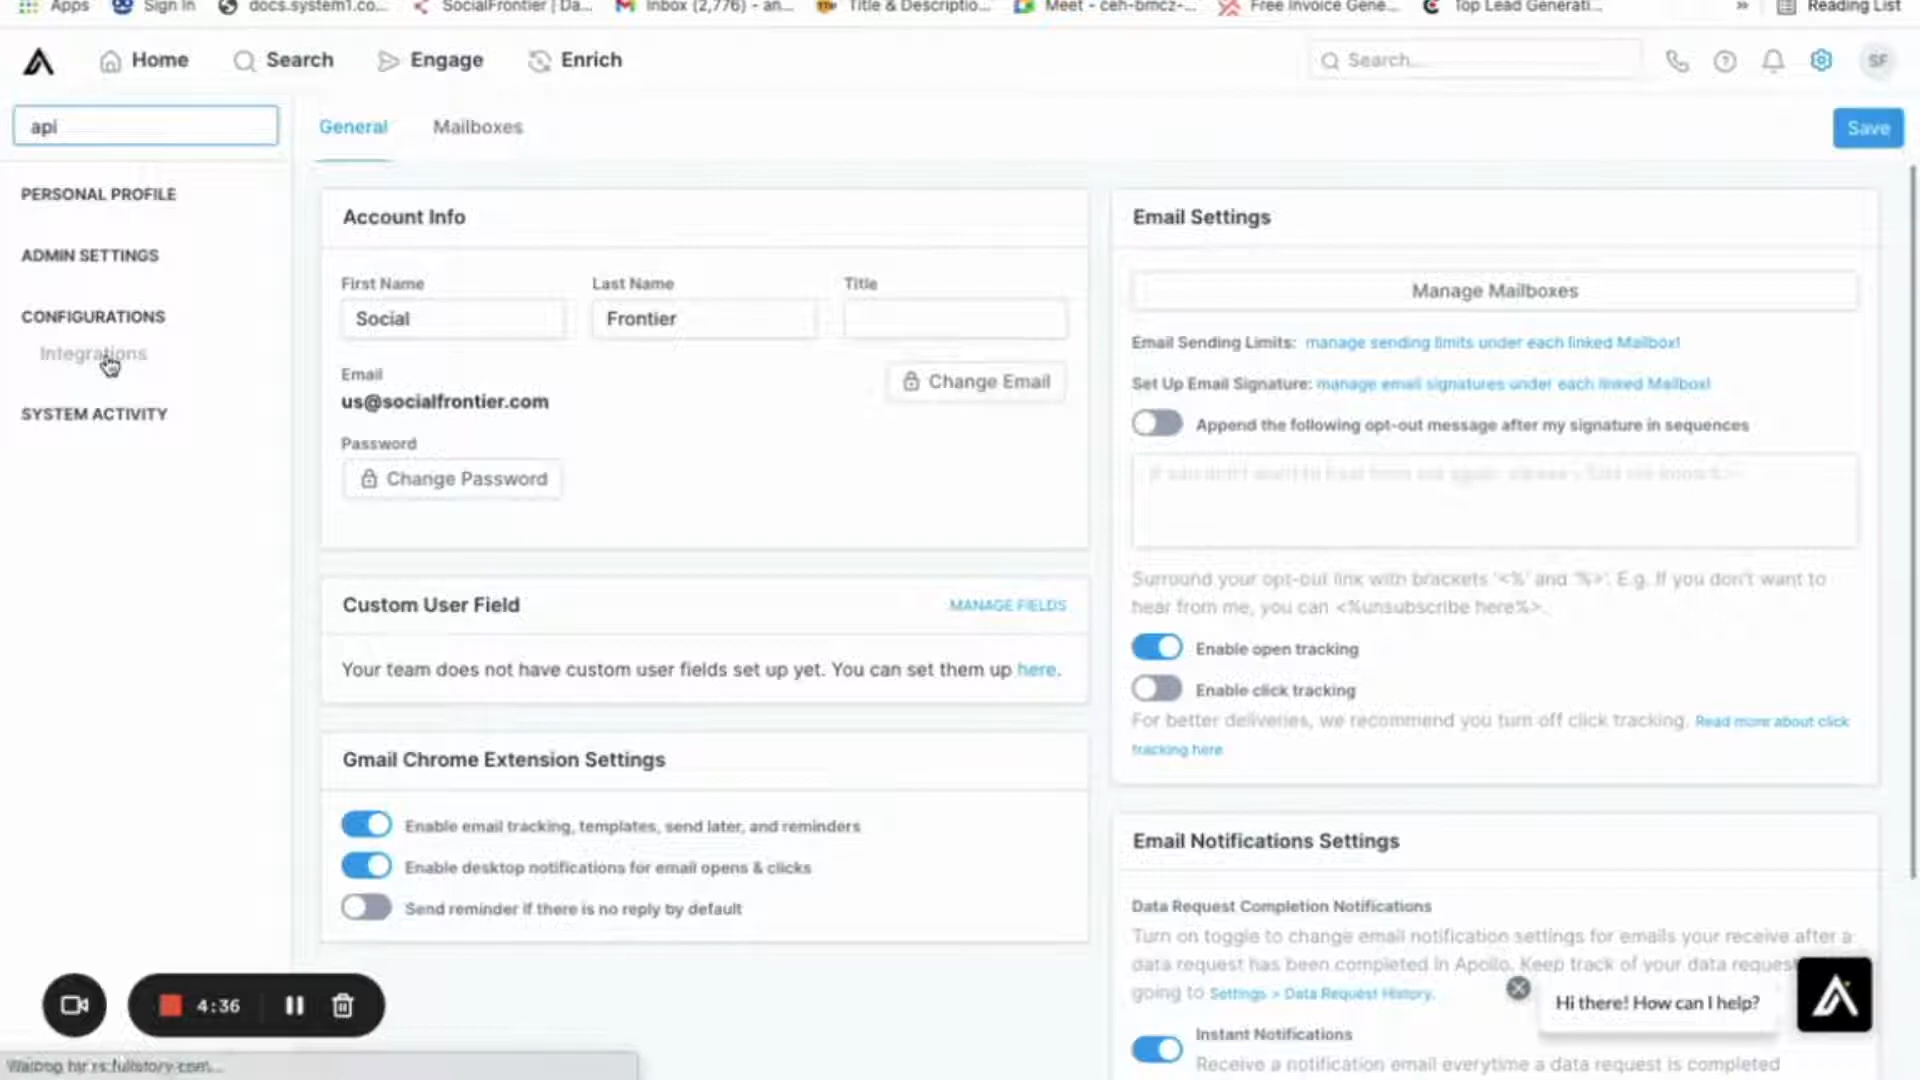 Apps
Sign In
docs.system1.co...
SocialFrontier | Da...
Inbox (2,776) - an...
Title & Descriptio...
Meet - ceh-bmcz-...
Free Invoice Gene...
Top Lead Generati...
»
Reading List
Home
Search
Engage
Enrich
Search...
SF
api
General
Mailboxes
Save
PERSONAL PROFILE
ADMIN SETTINGS
CONFIGURATIONS
Integrations
SYSTEM ACTIVITY
Account Info
First Name
Last Name
Title
Social
Frontier
Email
us@socialfrontier.com
Change Email
Password
Change Password
Custom User Field
MANAGE FIELDS
Your team does not have custom user fields set up yet. You can set them up here.
Gmail Chrome Extension Settings
Enable email tracking, templates, send later, and reminders
Enable desktop notifications for email opens & clicks
Send reminder if there is no reply by default
Email Settings
Manage Mailboxes
Email Sending Limits: manage sending limits under each linked Mailbox!
Set Up Email Signature: manage email signatures under each linked Mailbox!
Append the following opt-out message after my signature in sequences
Surround your opt-out link with brackets '<%' and '%>'. E.g. If you don't want to
hear from me, you can <%unsubscribe here%>.
Enable open tracking
Enable click tracking
For better deliveries, we recommend you turn off click tracking. Read more about click
tracking here
Email Notifications Settings
Data Request Completion Notifications
Turn on toggle to change email notification settings for emails your receive after a
data request has been completed in Apollo. Keep track of your data request
going to Settings > Data Request History.
Instant Notifications
Receive a notification email everytime a data request is completed
Hi there! How can I help?
4:36
Waiting for rs.fullstory.com...